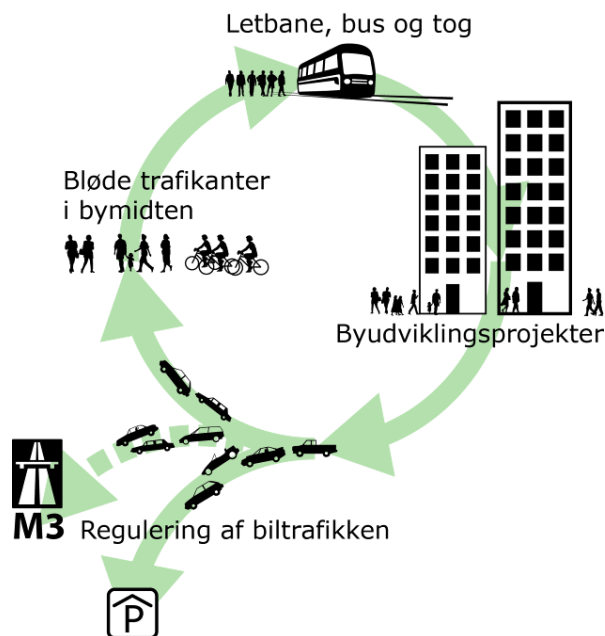 Letbane, bus og tog
Bløde trafikanter
i bymidten
Byudviklingsprojekter
M3
Regulering af biltrafikken
P